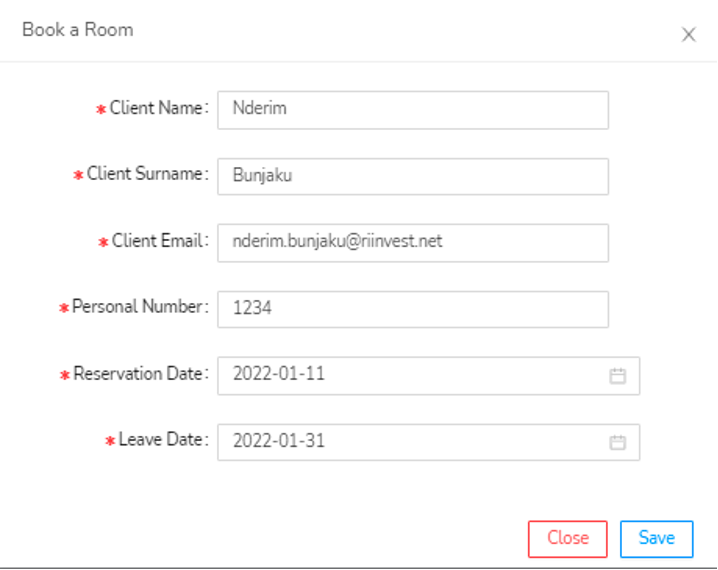 Book a Room
* Client Name: Nderim
* Client Surname: Bunjaku
* Client Email: nderim.bunjaku@riinvest.net
* Personal Number: 1234
* Reservation Date: 2022-01-11
* Leave Date: 2022-01-31
Close Save